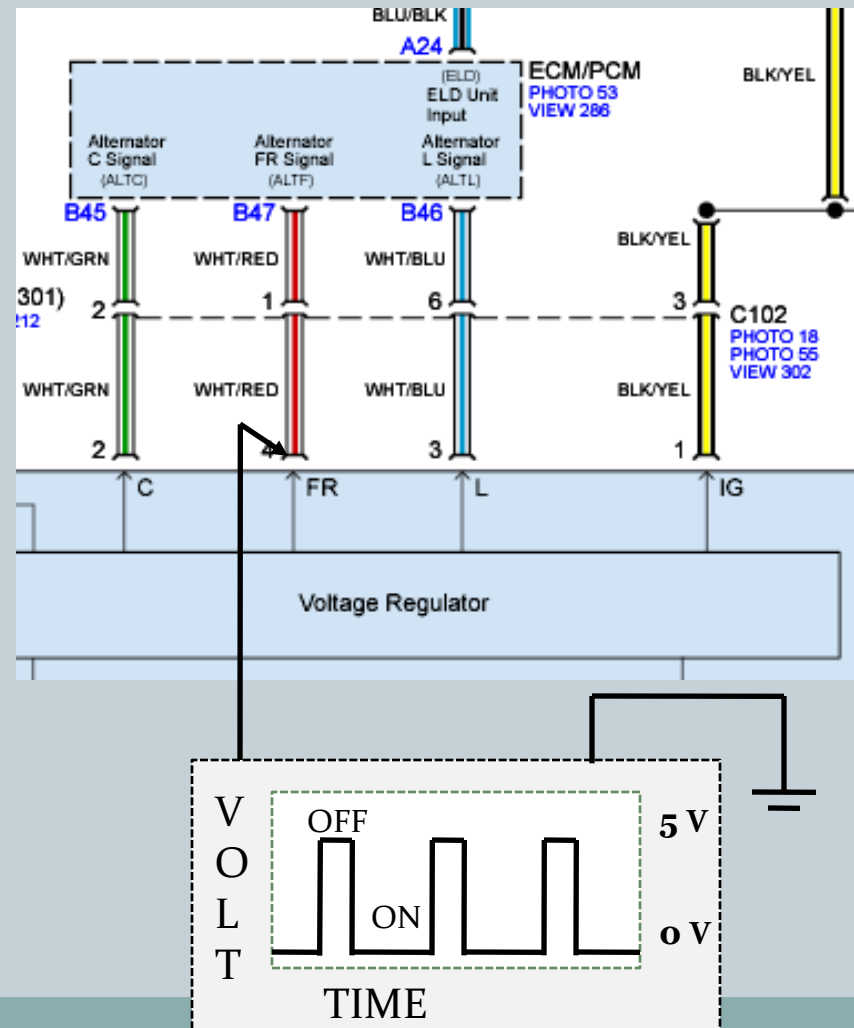 BLU/BLK
A24
(ELD)
ELD Unit
Input
ECM/PCM
PHOTO 53
VIEW 286
BLK/YEL
Alternator
C Signal
(ALTC)
Alternator
FR Signal
(ALTF)
Alternator
L Signal
(ALTL)
B45
B47
B46
WHT/GRN
WHT/RED
WHT/BLU
BLK/YEL
301)
212
2
1
6
3
C102
PHOTO 18
PHOTO 55
VIEW 302
WHT/GRN
WHT/RED
WHT/BLU
BLK/YEL
2
4
3
1
C
FR
L
IG
Voltage Regulator
VOLT
OFF
ON
5 V
0 V
TIME